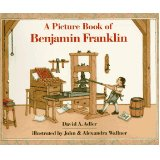 A Picture Book of
Benjamin Franklin
David A. Adler
illustrated by John & Alexandra Wallner